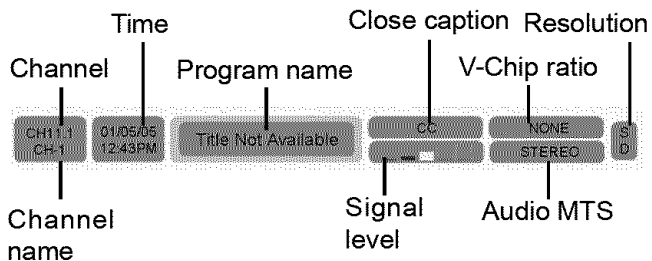 Close caption
Resolution
Time
Channel
Program name
V-Chip ratio
CH11.1
CH-1
01/05/05
12:43PM
Title Not Available
CC
NONE
STEREO
S
D
Channel
name
Signal
level
Audio MTS